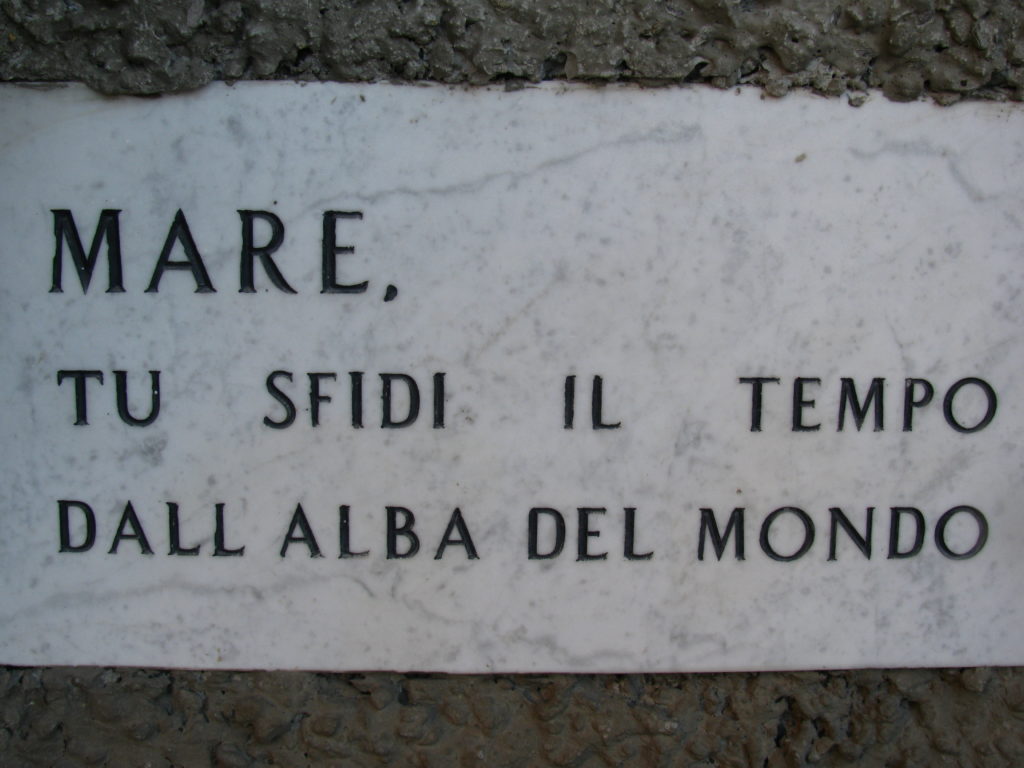 MARE,
TU SFIDI IL TEMPO
DALL ALBA DEL MONDO